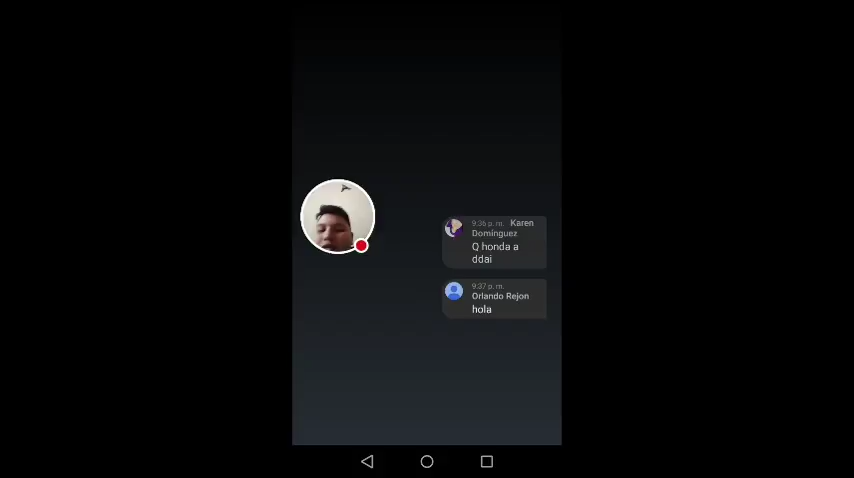 9:36 p. m. Karen
Domínguez
Q honda a
ddai
9:37 p. m.
Orlando Rejon
hola